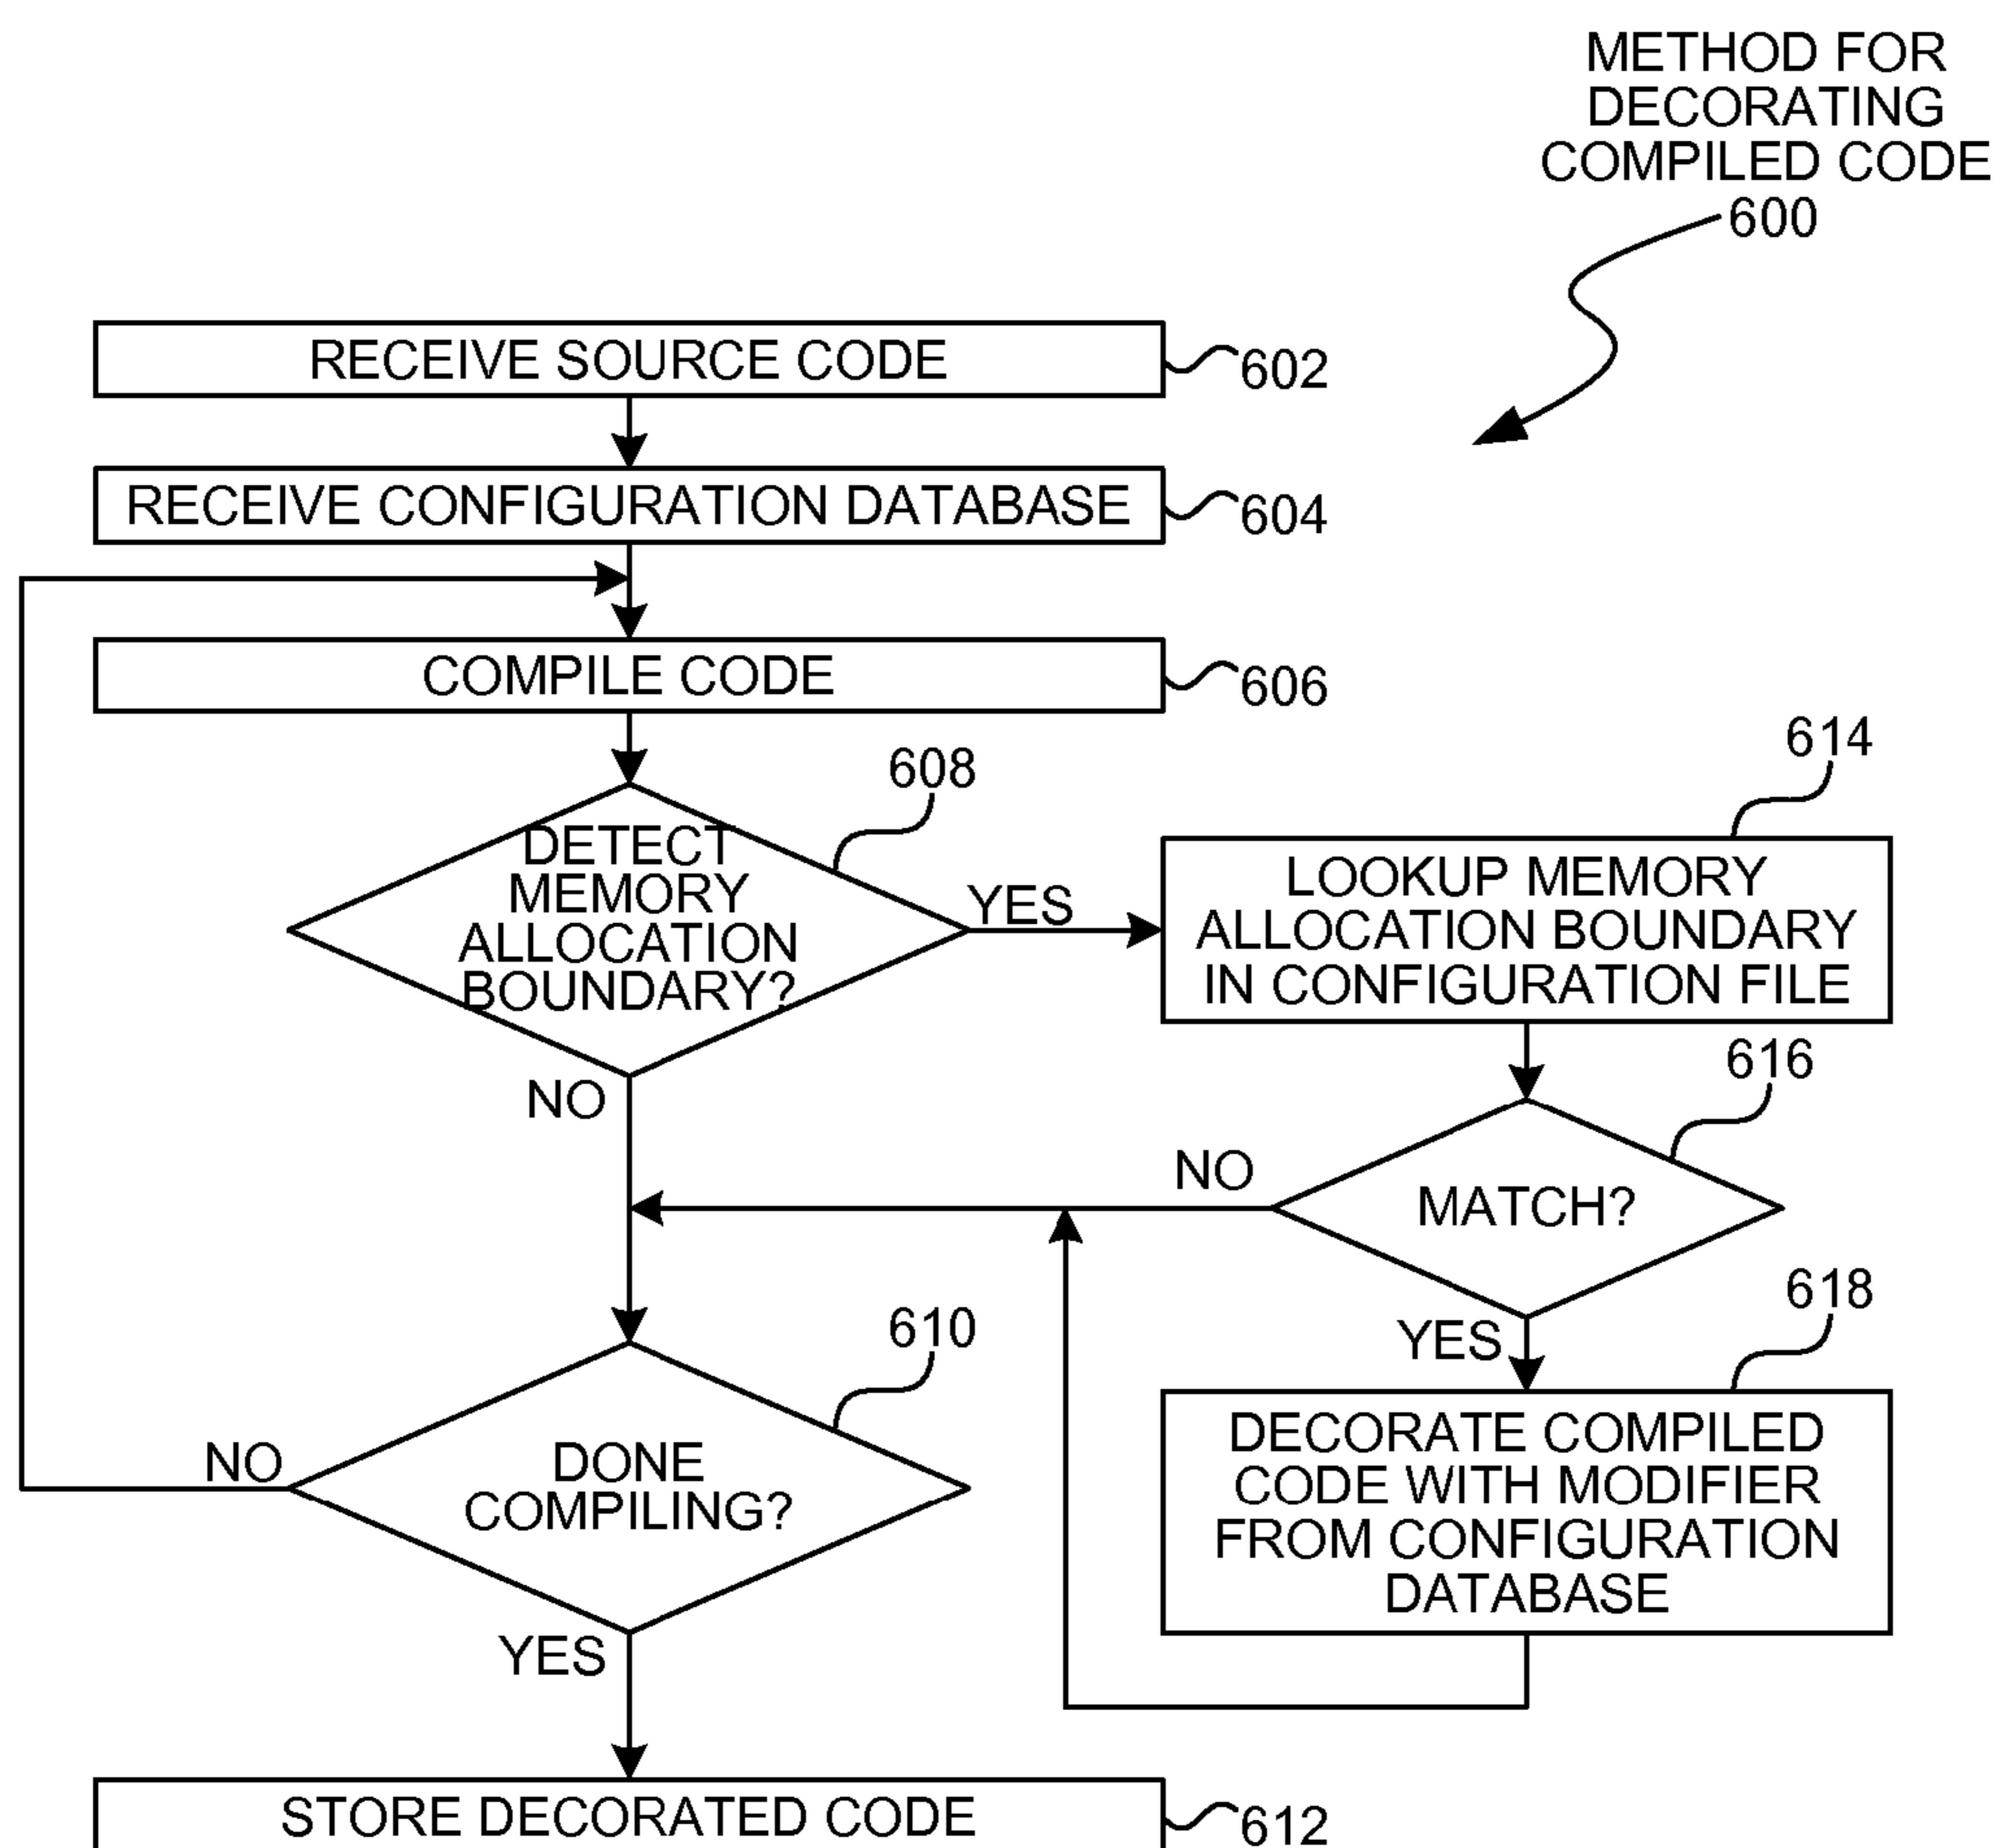 METHOD FOR
DECORATING
COMPILED CODE
600
RECEIVE SOURCE CODE
602
RECEIVE CONFIGURATION DATABASE
604
COMPILE CODE
606
608
DETECT
MEMORY
ALLOCATION
BOUNDARY?
YES
NO
614
LOOKUP MEMORY
ALLOCATION BOUNDARY
IN CONFIGURATION FILE
616
MATCH?
NO
YES
618
DECORATE COMPILED
CODE WITH MODIFIER
FROM CONFIGURATION
DATABASE
610
DONE
COMPILING?
NO
YES
STORE DECORATED CODE
612